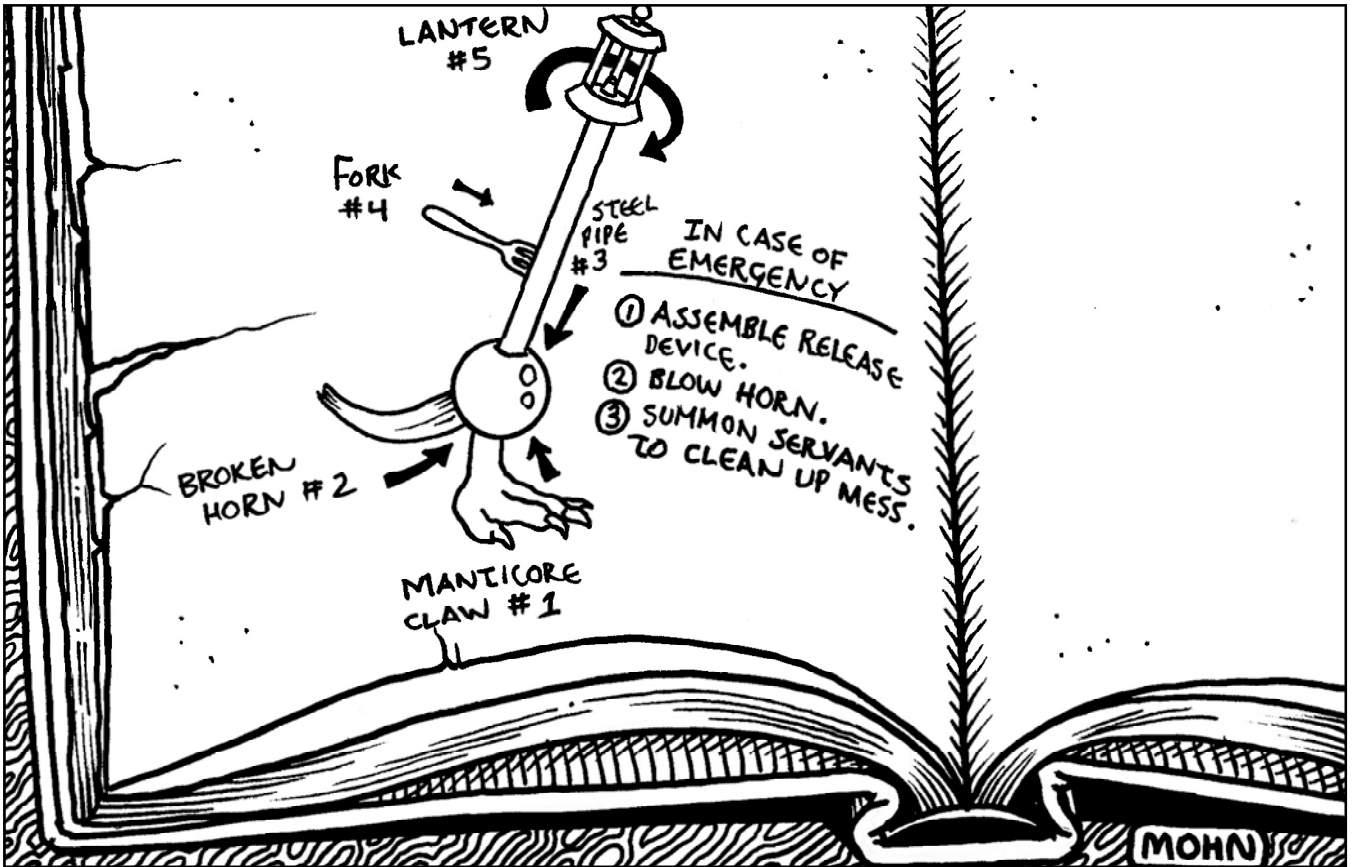 LANTERN
#5
FORK
#4
STEEL
PIPE
#3
IN CASE OF
EMERGENCY
① ASSEMBLE RELEASE
DEVICE.
② BLOW HORN.
③ SUMMON SERVANTS
TO CLEAN UP MESS.
BROKEN
HORN #2
MANTICORE
CLAW #1
MOHN